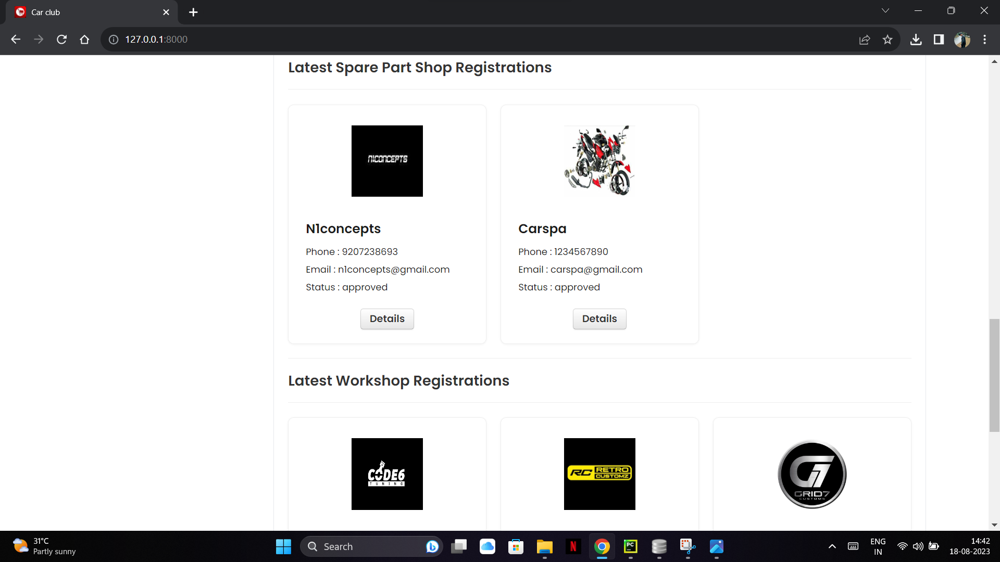 Car club
127.0.0.1:8000
Latest Spare Part Shop Registrations
N1CONCEPTS
N1concepts
Phone : 9207238693
Email : n1concepts@gmail.com
Status : approved
Details
Carspa
Phone : 1234567890
Email : carspa@gmail.com
Status : approved
Details
Latest Workshop Registrations
CODE6
TUNING
RC RETRO
CUSTOMZ
G7
GRID7
CUSTOMS
31°C
Partly sunny
Search
N
PC
ENG
IN
14:42
18-08-2023